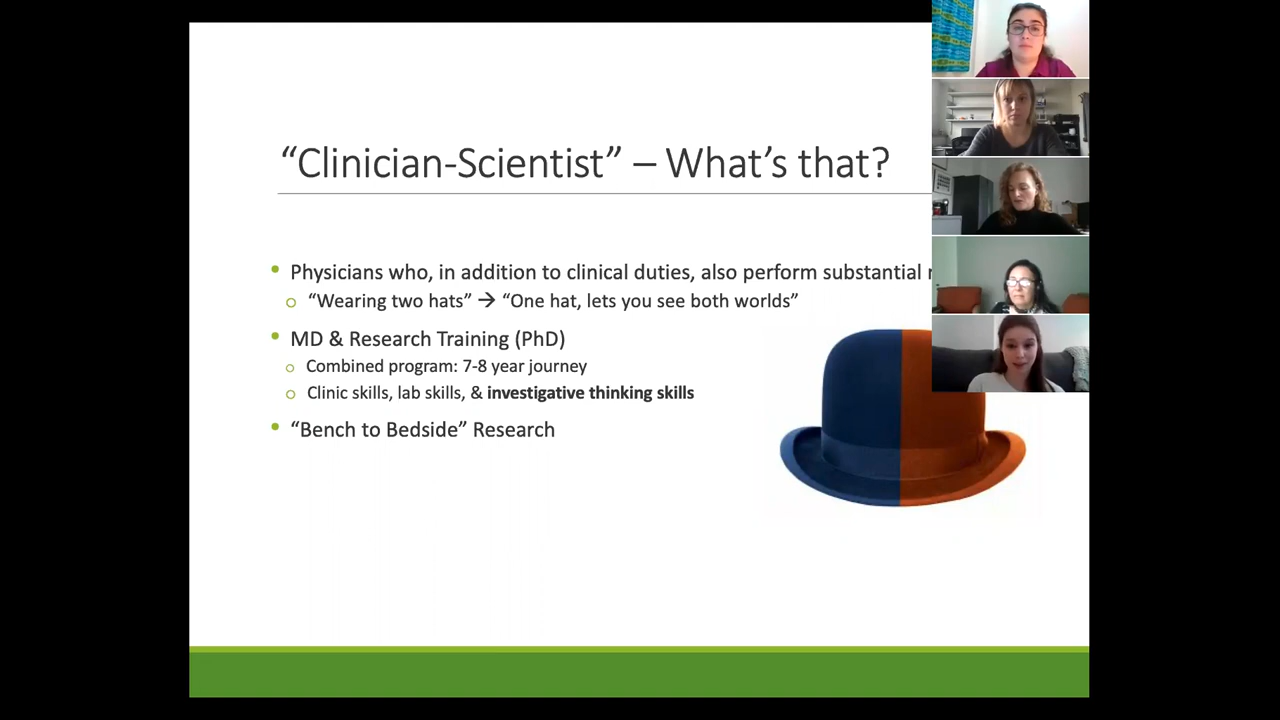 “Clinician-Scientist” – What’s that?
Physicians who, in addition to clinical duties, also perform substantial
“Wearing two hats” → “One hat, lets you see both worlds”
MD & Research Training (PhD)
Combined program: 7-8 year journey
Clinic skills, lab skills, & investigative thinking skills
“Bench to Bedside” Research